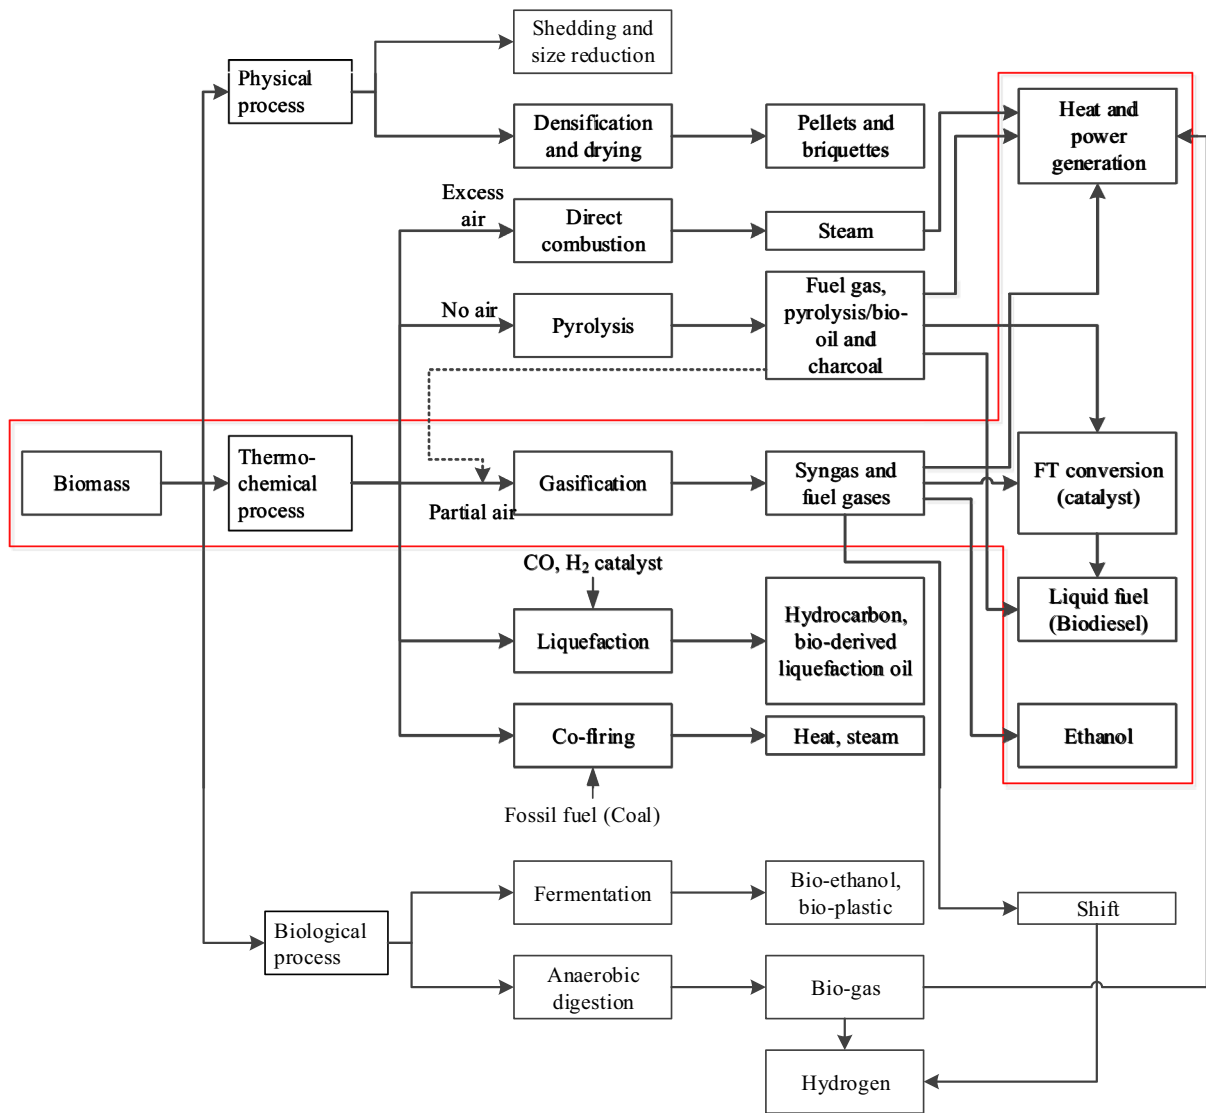 Shedding and
size reduction
Physical
process
Densification
and drying
Pellets and
briquettes
Heat and
power
generation
Excess
air
Direct
combustion
Steam
No air
Pyrolysis
Fuel gas,
pyrolysis/bio-
oil and
charcoal
Biomass
Thermo-
chemical
process
Partial air
Gasification
Syngas and
fuel gases
FT conversion
(catalyst)
CO, H₂ catalyst
Liquefaction
Hydrocarbon,
bio-derived
liquefaction oil
Liquid fuel
(Biodiesel)
Co-firing
Heat, steam
Ethanol
Fossil fuel (Coal)
Fermentation
Bio-ethanol,
bio-plastic
Shift
Biological
process
Anaerobic
digestion
Bio-gas
Hydrogen